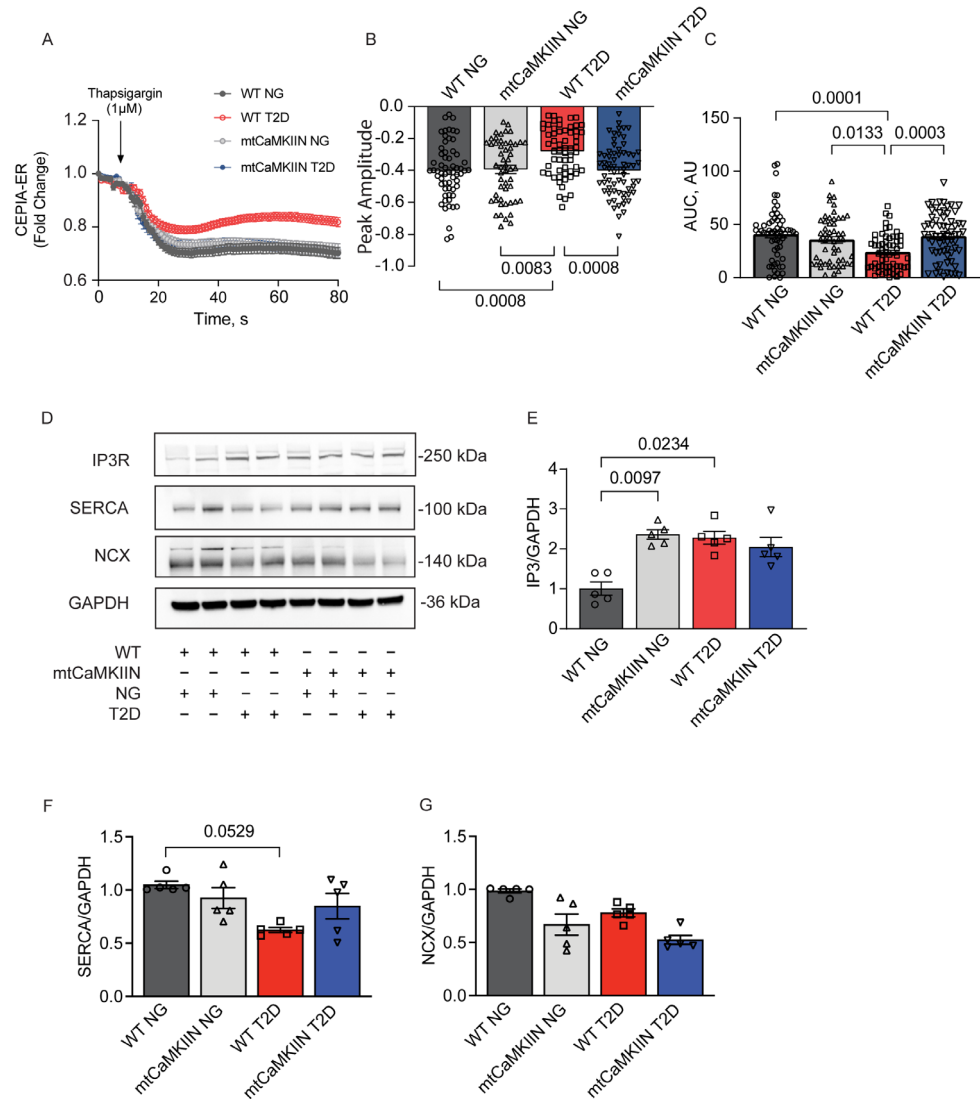 A
Thapsigargin
(1µM)
WT NG
WT T2D
mtCaMKIIN NG
mtCaMKIIN T2D
1.2
1.0
0.8
0.6
CEPIA-ER
(Fold Change)
0 20 40 60 80
Time, s
B
WT NG
mtCaMKIIN NG
WT T2D
mtCaMKIIN T2D
0.0
-0.2
-0.4
-0.6
-0.8
-1.0
Peak Amplitude
0.0083
0.0008
0.0008
C
0.0001
0.0133
0.0003
150
100
50
0
AUC, AU
WT NG
mtCaMKIIN NG
WT T2D
mtCaMKIIN T2D
D
IP3R
-250 kDa
SERCA
-100 kDa
NCX
-140 kDa
GAPDH
-36 kDa
WT + + + + – – – –
mtCaMKIIN – – – – + + + +
NG + + – – + + – –
T2D – – + + – – + +
E
0.0234
0.0097
4
3
2
1
0
IP3/GAPDH
WT NG
mtCaMKIIN NG
WT T2D
mtCaMKIIN T2D
F
0.0529
1.5
1.0
0.5
0.0
SERCA/GAPDH
WT NG
mtCaMKIIN NG
WT T2D
mtCaMKIIN T2D
G
1.5
1.0
0.5
0.0
NCX/GAPDH
WT NG
mtCaMKIIN NG
WT T2D
mtCaMKIIN T2D